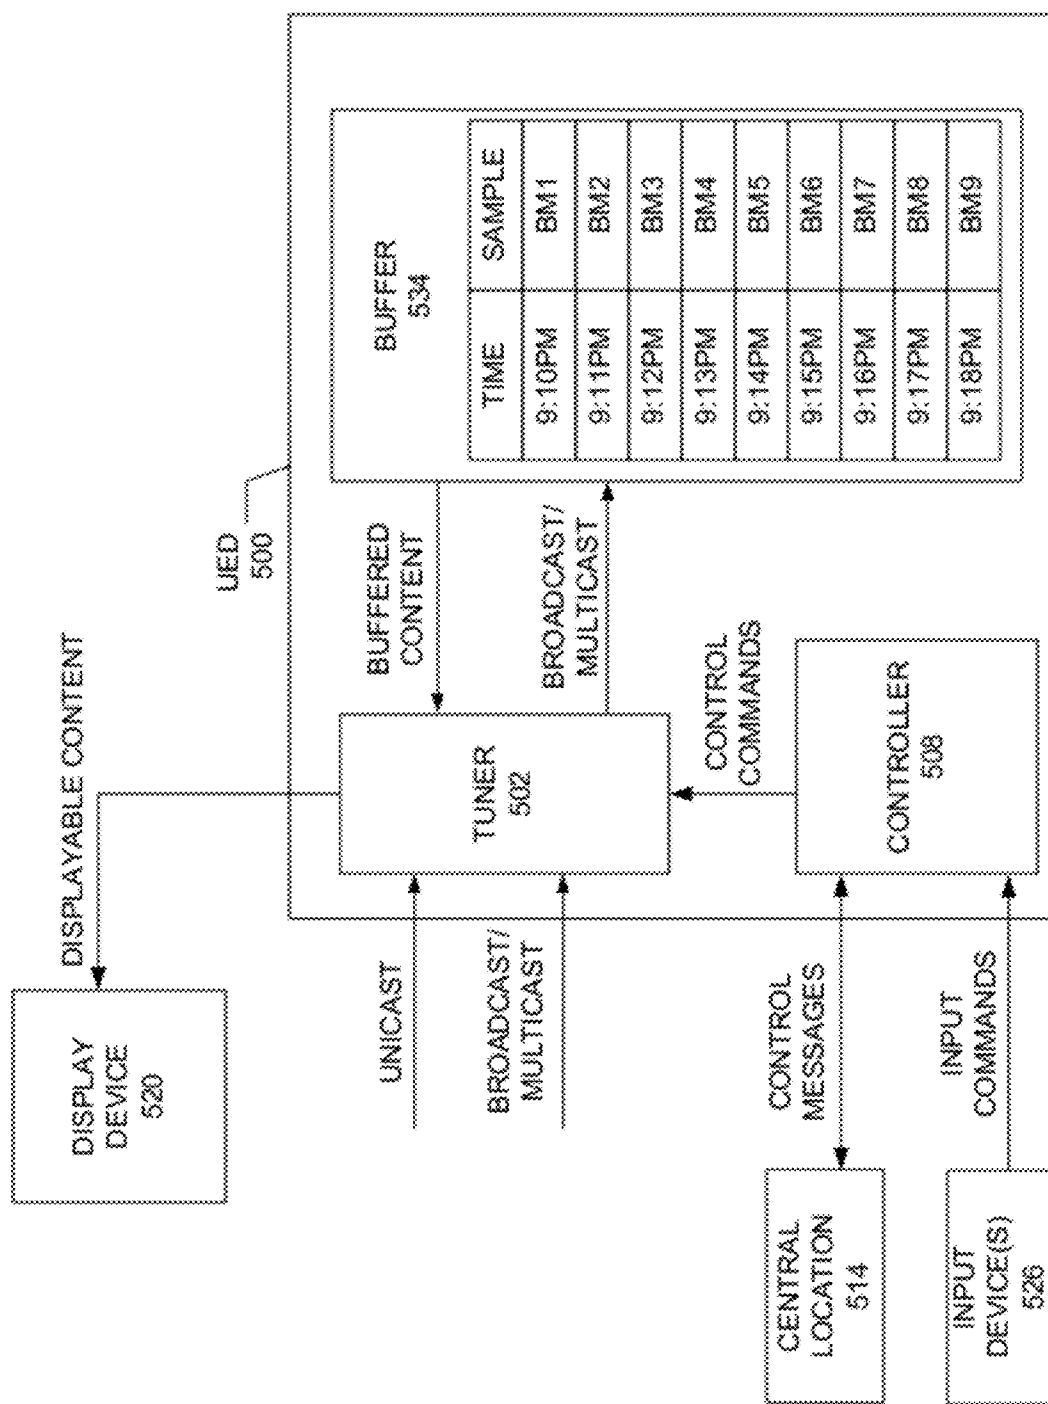 DISPLAY
DEVICE
520
DISPLAYABLE CONTENT
UED
500
UNICAST
BROADCAST/
MULTICAST
TUNER
502
BUFFERED
CONTENT
BROADCAST/
MULTICAST
BUFFER
534
TIME SAMPLE
9:10PM BM1
9:11PM BM2
9:12PM BM3
9:13PM BM4
9:14PM BM5
9:15PM BM6
9:16PM BM7
9:17PM BM8
9:18PM BM9
CONTROL
COMMANDS
CENTRAL
LOCATION
514
CONTROL
MESSAGES
CONTROLLER
508
INPUT
DEVICE(S)
526
INPUT
COMMANDS